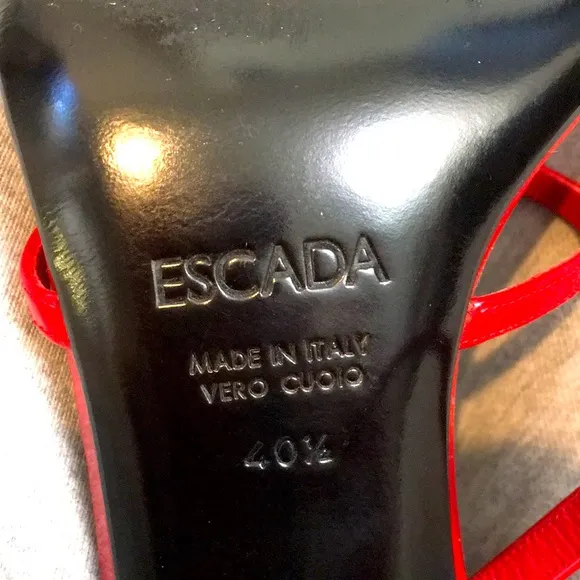 ESCADA
MADE IN ITALY
VERO CUOIO
40½